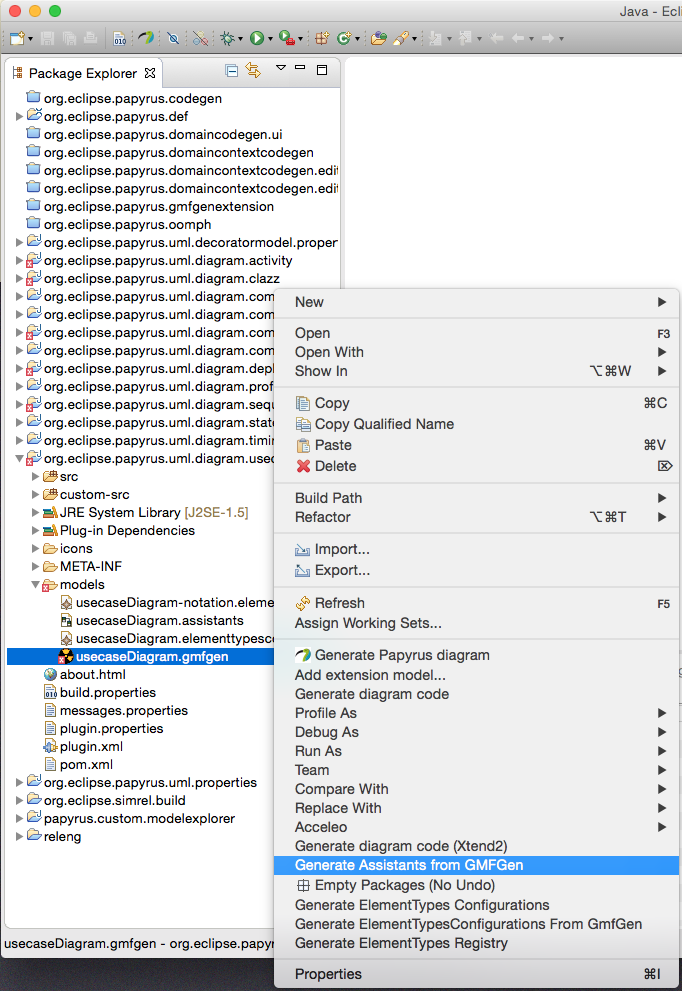 Java - Ecl
Package Explorer
org.eclipse.papyrus.codegen
org.eclipse.papyrus.def
org.eclipse.papyrus.domaincodegen.ui
org.eclipse.papyrus.domaincontextcodegen
org.eclipse.papyrus.domaincontextcodegen.edit
org.eclipse.papyrus.domaincontextcodegen.edit
org.eclipse.papyrus.gmfgenextension
org.eclipse.papyrus.oomph
org.eclipse.papyrus.uml.decoratormodel.proper
org.eclipse.papyrus.uml.diagram.activity
org.eclipse.papyrus.uml.diagram.clazz
org.eclipse.papyrus.uml.diagram.com
org.eclipse.papyrus.uml.diagram.com
org.eclipse.papyrus.uml.diagram.com
org.eclipse.papyrus.uml.diagram.com
org.eclipse.papyrus.uml.diagram.depl
org.eclipse.papyrus.uml.diagram.prof
org.eclipse.papyrus.uml.diagram.sequ
org.eclipse.papyrus.uml.diagram.state
org.eclipse.papyrus.uml.diagram.timin
org.eclipse.papyrus.uml.diagram.usec
src
custom-src
JRE System Library [J2SE-1.5]
Plug-in Dependencies
icons
META-INF
models
usecaseDiagram-notation.eleme
usecaseDiagram.assistants
usecaseDiagram.elementtypesco
usecaseDiagram.gmfgen
about.html
build.properties
messages.properties
plugin.properties
plugin.xml
pom.xml
org.eclipse.papyrus.uml.properties
org.eclipse.simrel.build
papyrus.custom.modelexplorer
releng
usecaseDiagram.gmfgen - org.eclipse.papyr
New
Open F3
Open With
Show In ⌥⌘W
Copy ⌘C
Copy Qualified Name
Paste ⌘V
Delete ⌦
Build Path
Refactor ⌥⌘T
Import...
Export...
Refresh F5
Assign Working Sets...
Generate Papyrus diagram
Add extension model...
Generate diagram code
Profile As
Debug As
Run As
Team
Compare With
Replace With
Acceleo
Generate diagram code (Xtend2)
Generate Assistants from GMFGen
Empty Packages (No Undo)
Generate ElementTypes Configurations
Generate ElementTypesConfigurations From GmfGen
Generate ElementTypes Registry
Properties ⌘I